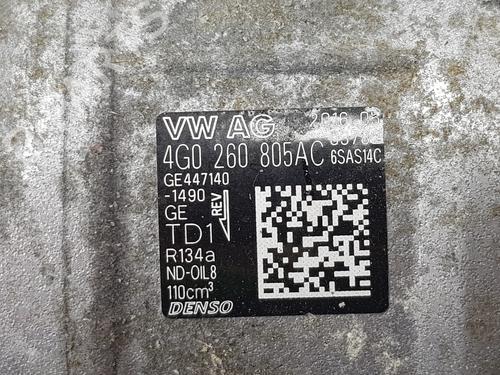 VW AG
4G0 260 805AC 6SAS14C
GE447140
-1490
GE REV
TD1
R134a
ND-OIL8
110cm³
DENSO